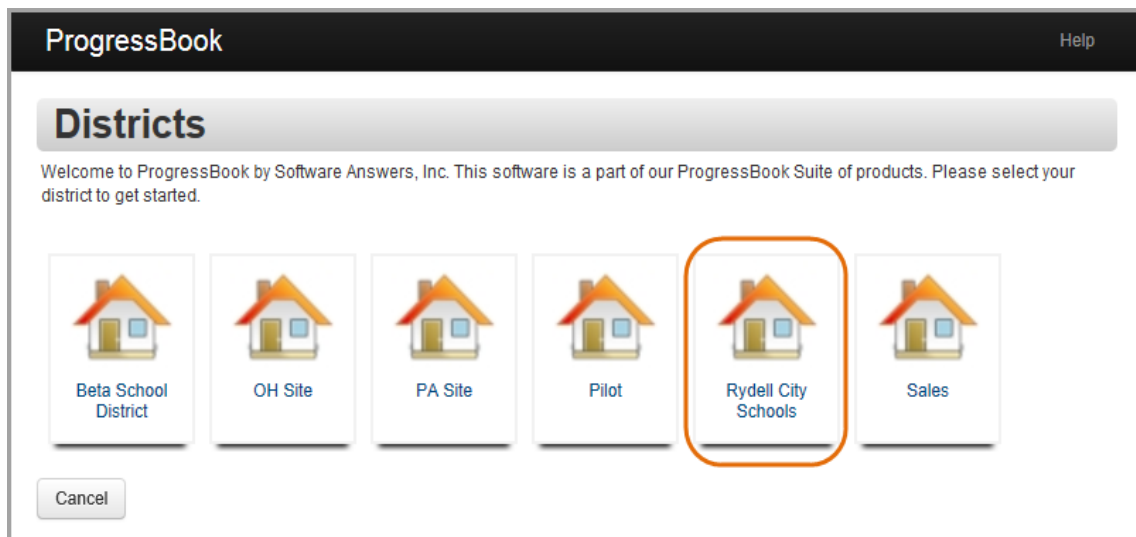 ProgressBook
Help
Districts
Welcome to ProgressBook by Software Answers, Inc. This software is a part of our ProgressBook Suite of products. Please select your
district to get started.
Beta School
District
OH Site
PA Site
Pilot
Rydell City
Schools
Sales
Cancel